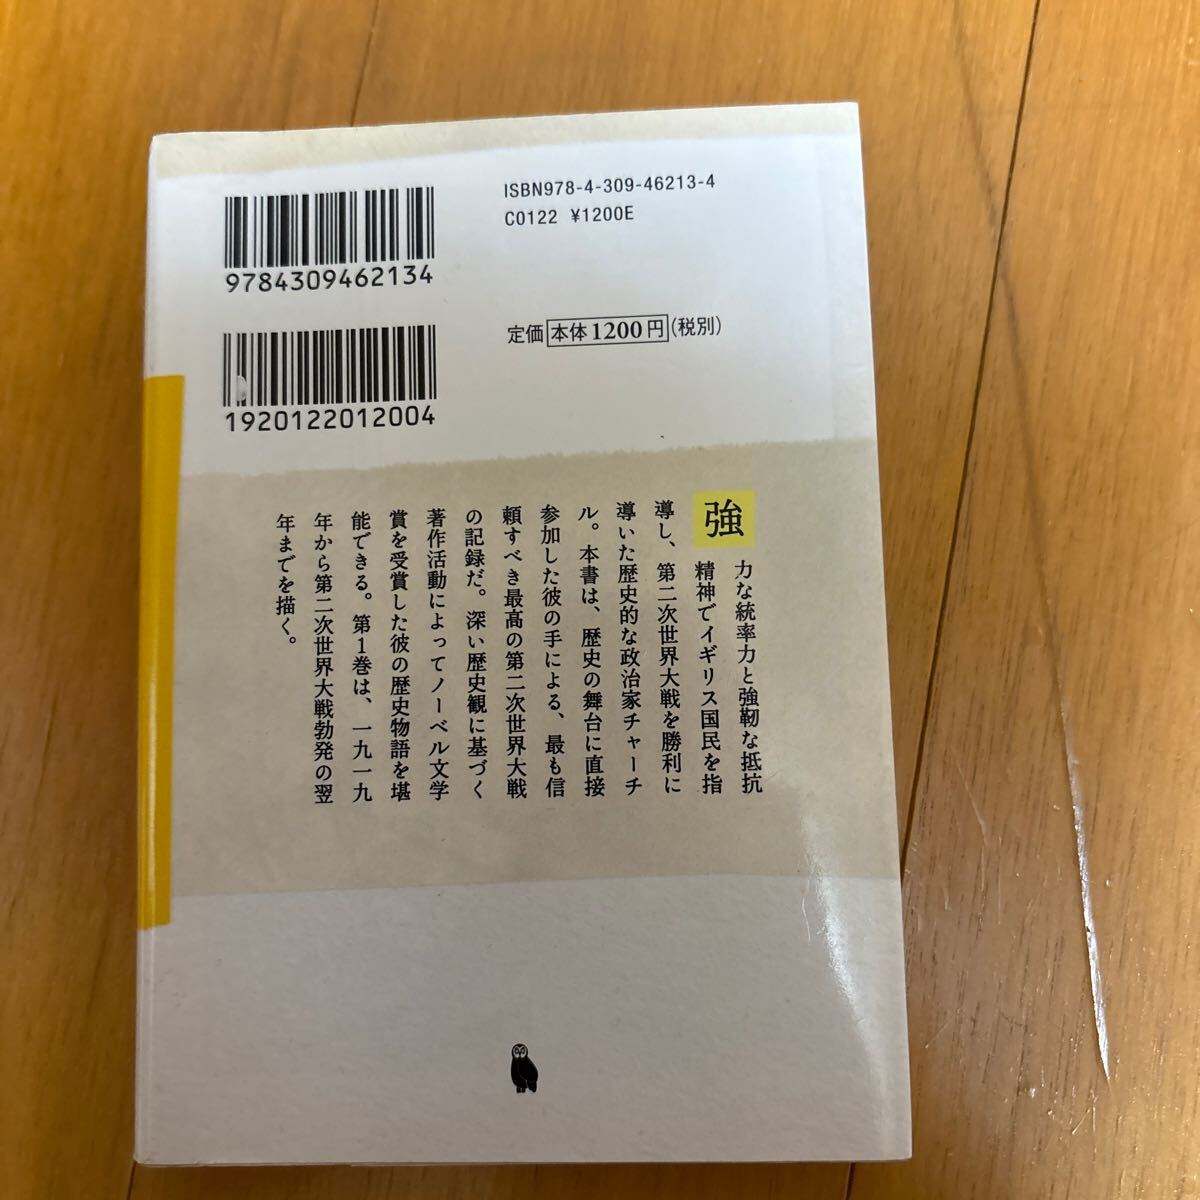 ISBN978-4-309-46213-4
C0122 ¥1200E
9784309462134
定価本体1200円(税別)
1920122012004
強力な統率力と強靭な抵抗
精神でイギリス国民を指
導し、第二次世界大戦を勝利に
導いた歴史的な政治家チャーチ
ル。本書は、歴史の舞台に直接
参加した彼の手による、最も信
頼すべき最高の第二次世界大戦
の記録だ。深い歴史観に基づく
著作活動によってノーベル文学
賞を受賞した彼の歴史物語を堪
能できる。第1巻は、一九一九
年から第二次世界大戦勃発の翌
年までを描く。